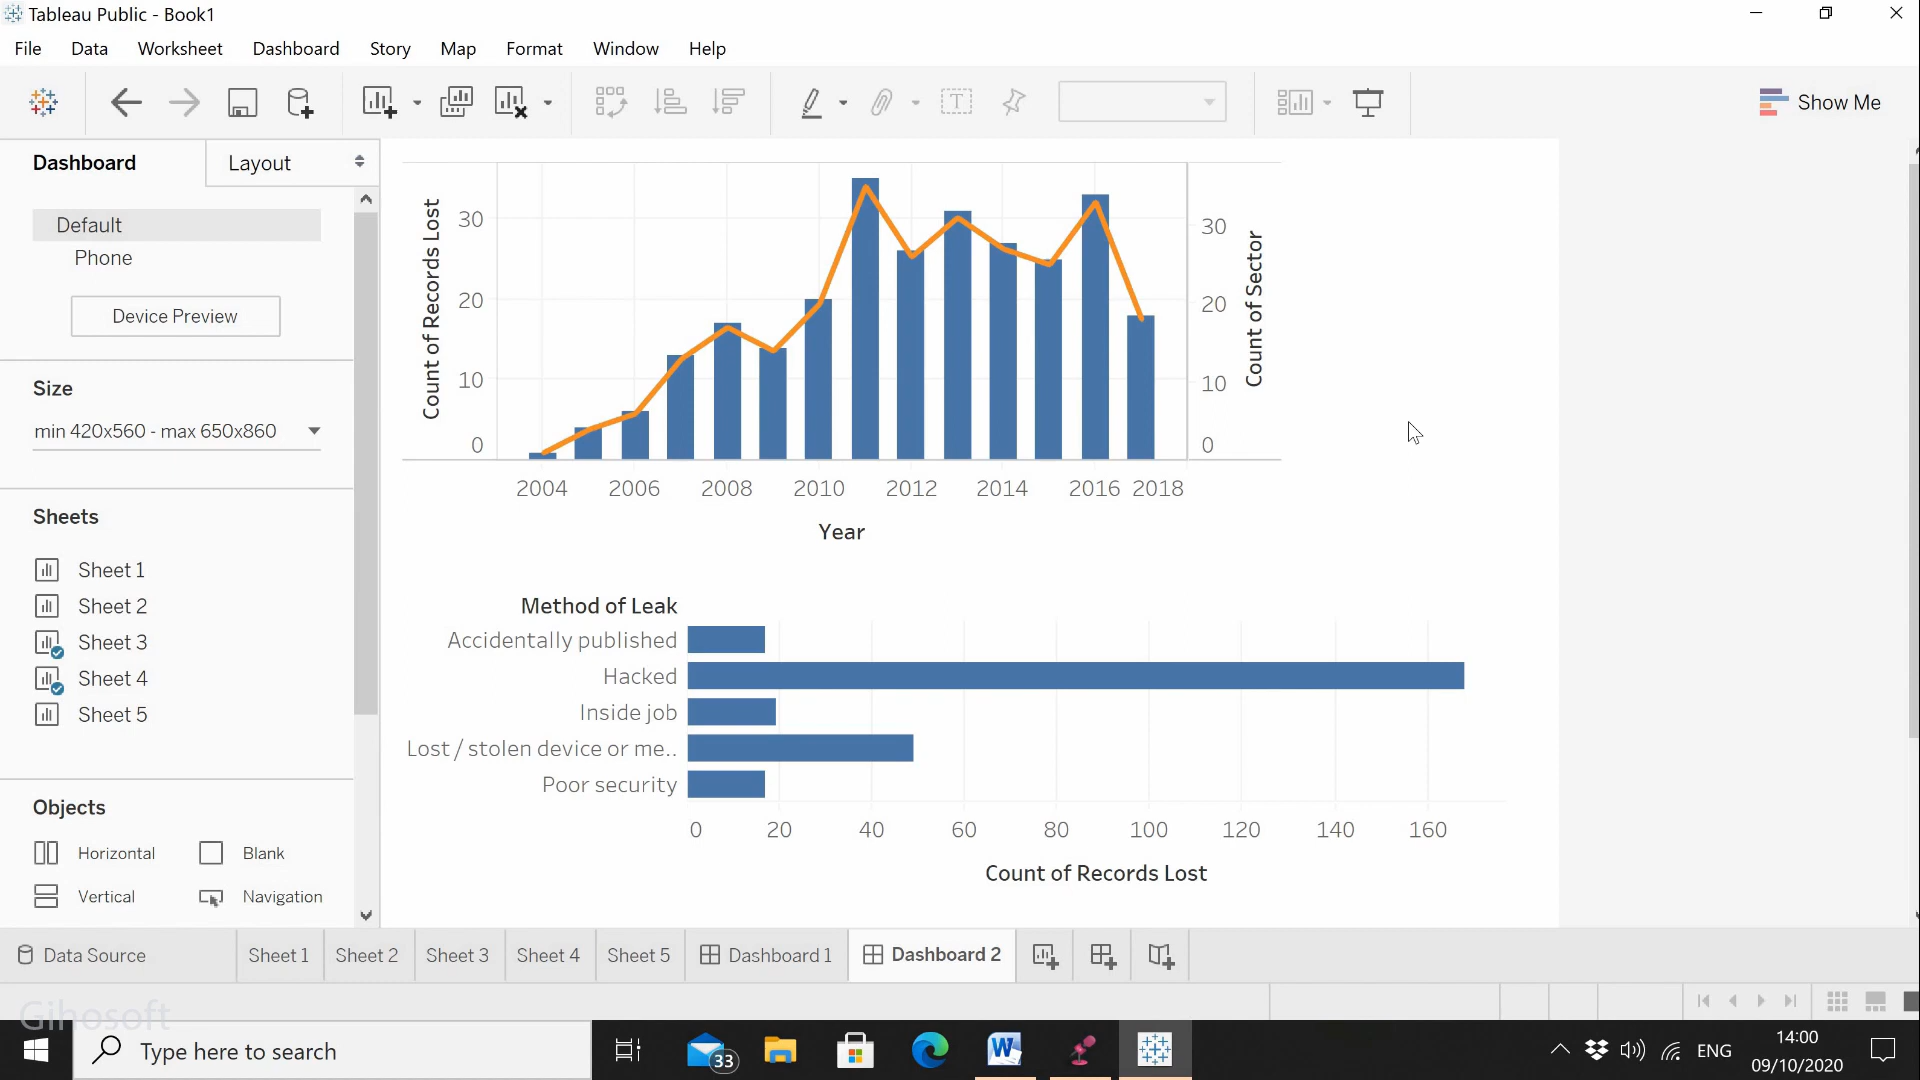 Tableau Public - Book1
File Data Worksheet Dashboard Story Map Format Window Help
Show Me
Dashboard Layout
Default
Phone
Device Preview
Size
min 420x560 - max 650x860
Sheets
Sheet 1
Sheet 2
Sheet 3
Sheet 4
Sheet 5
Objects
Horizontal Blank
Vertical Navigation
Count of Records Lost
30
20
10
0
30
20
10
0
Count of Sector
2004 2006 2008 2010 2012 2014 2016 2018
Year
Method of Leak
Accidentally published
Hacked
Inside job
Lost / stolen device or me..
Poor security
0 20 40 60 80 100 120 140 160
Count of Records Lost
Data Source Sheet 1 Sheet 2 Sheet 3 Sheet 4 Sheet 5 Dashboard 1 Dashboard 2
Gihosoft
Type here to search
33
W
ENG
14:00
09/10/2020